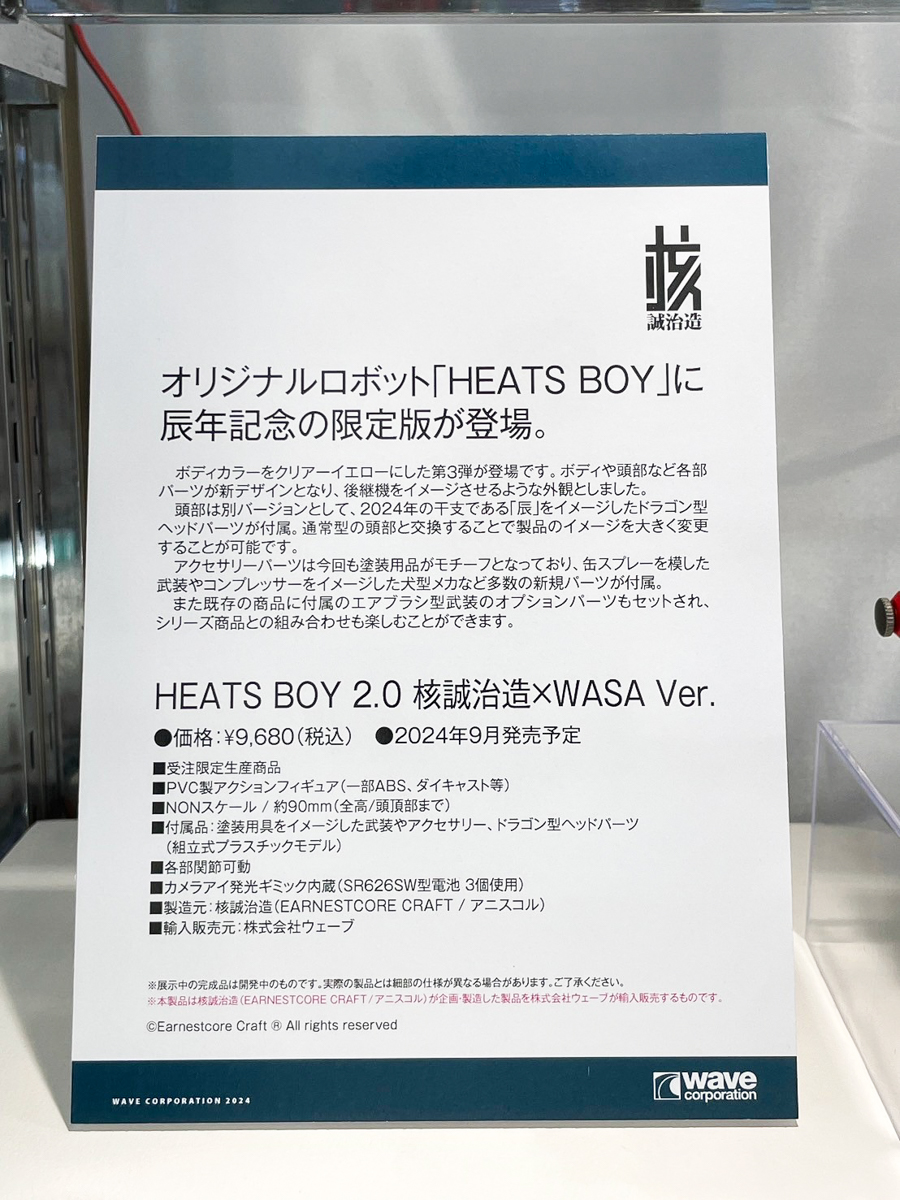 核
誠治造
オリジナルロボット「HEATS BOY」に
辰年記念の限定版が登場。
ボディカラーをクリアーイエローにした第3弾が登場です。ボディや頭部など各部
パーツが新デザインとなり、後継機をイメージさせるような外観としました。
頭部は別バージョンとして、2024年の干支である「辰」をイメージしたドラゴン型
ヘッドパーツが付属。通常型の頭部と交換することで製品のイメージを大きく変更
することが可能です。
アクセサリーパーツは今回も塗装用品がモチーフとなっており、缶スプレーを模した
武装やコンプレッサーをイメージした犬型メカなど多数の新規パーツが付属。
また既存の商品に付属のエアブラシ型武装のオプションパーツもセットされ、
シリーズ商品との組み合わせも楽しむことができます。
HEATS BOY 2.0 核誠治造×WASA Ver.
●価格:¥9,680(税込) ●2024年9月発売予定
■受注限定生産商品
■PVC製アクションフィギュア(一部ABS、ダイキャスト等)
■NONスケール / 約90mm(全高/頭頂部まで)
■付属品:塗装用具をイメージした武装やアクセサリー、ドラゴン型ヘッドパーツ
(組立式プラスチックモデル)
■各部関節可動
■カメラアイ発光ギミック内蔵(SR626SW型電池 3個使用)
■製造元:核誠治造(EARNESTCORE CRAFT / アニスコル)
■輸入販売元:株式会社ウェーブ
※展示中の完成品は開発中のものです。実際の製品とは細部の仕様が異なる場合があります。ご了承ください。
※本製品は核誠治造(EARNESTCORE CRAFT / アニスコル)が企画・製造した製品を株式会社ウェーブが輸入販売するものです。
©Earnestcore Craft ® All rights reserved
WAVE CORPORATION 2024
wave
corporation